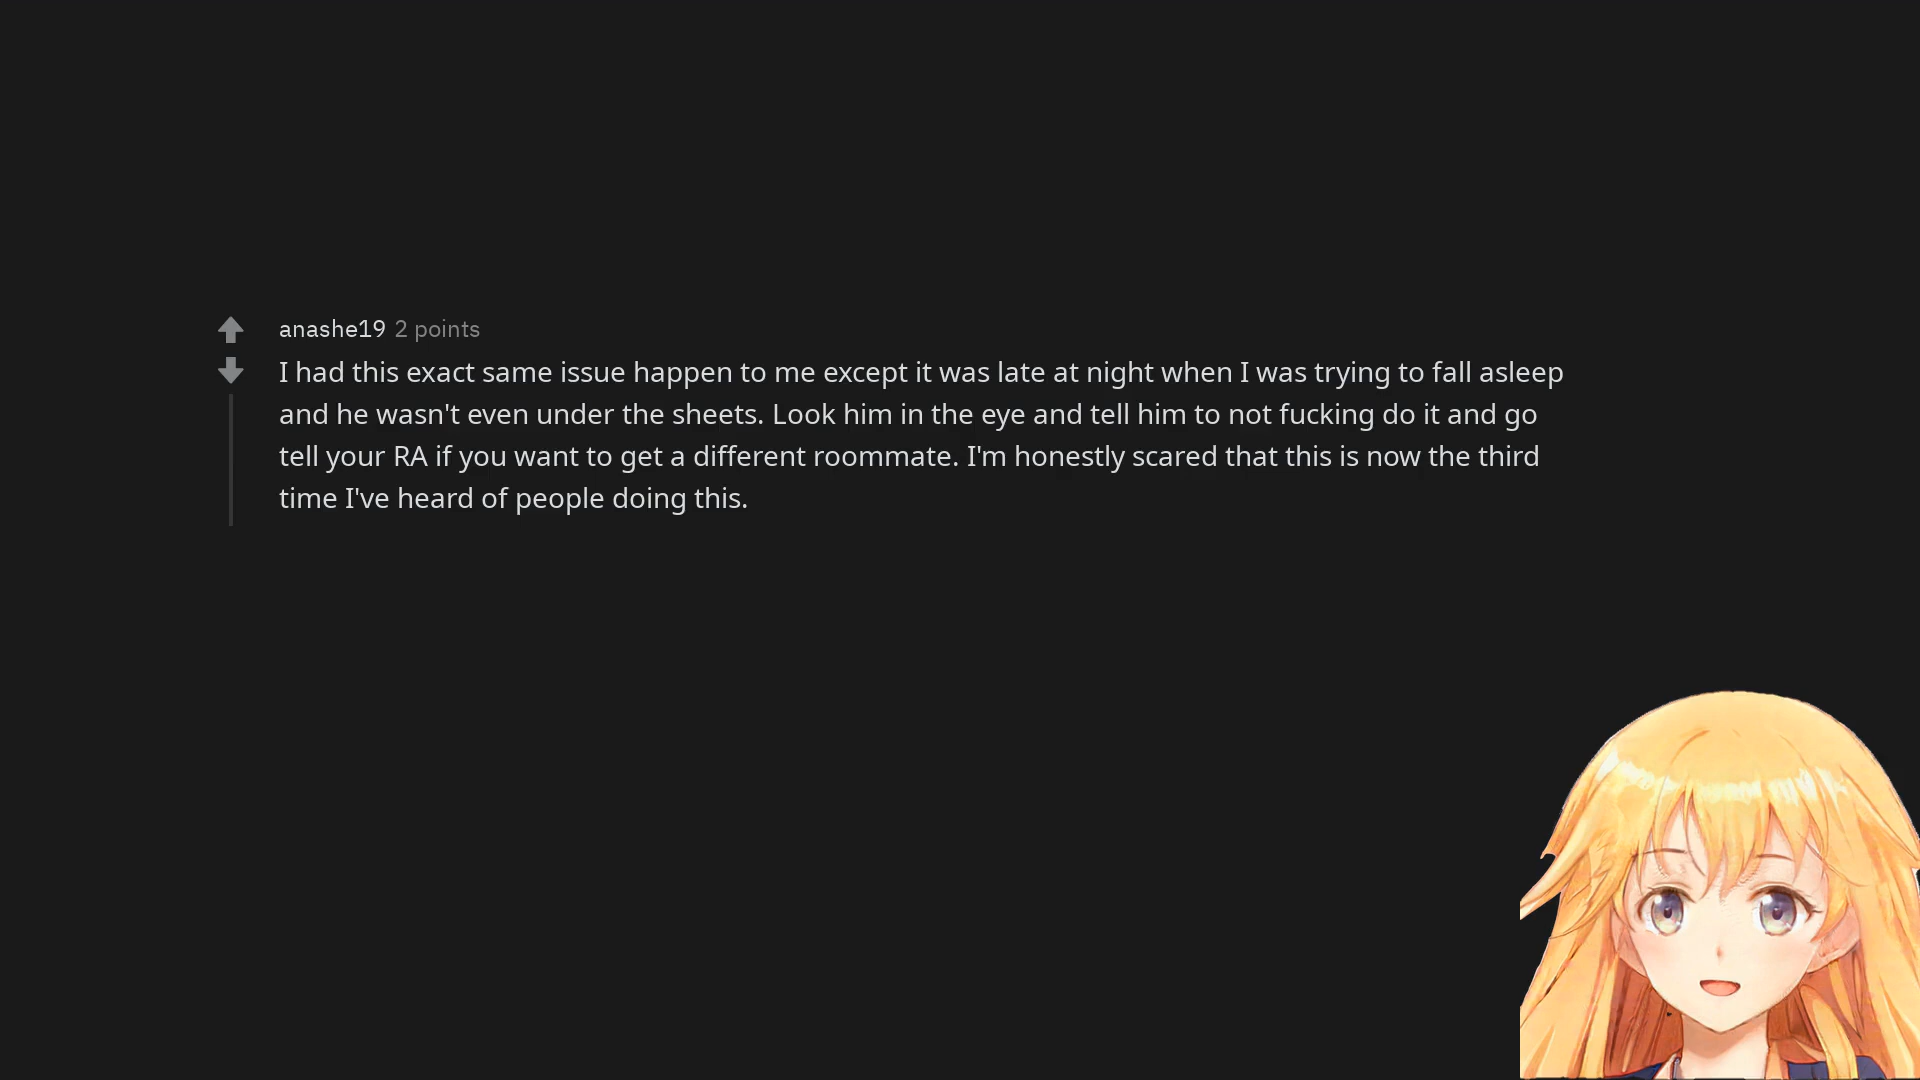 anashe19 2 points
I had this exact same issue happen to me except it was late at night when I was trying to fall asleep
and he wasn't even under the sheets. Look him in the eye and tell him to not fucking do it and go
tell your RA if you want to get a different roommate. I'm honestly scared that this is now the third
time I've heard of people doing this.